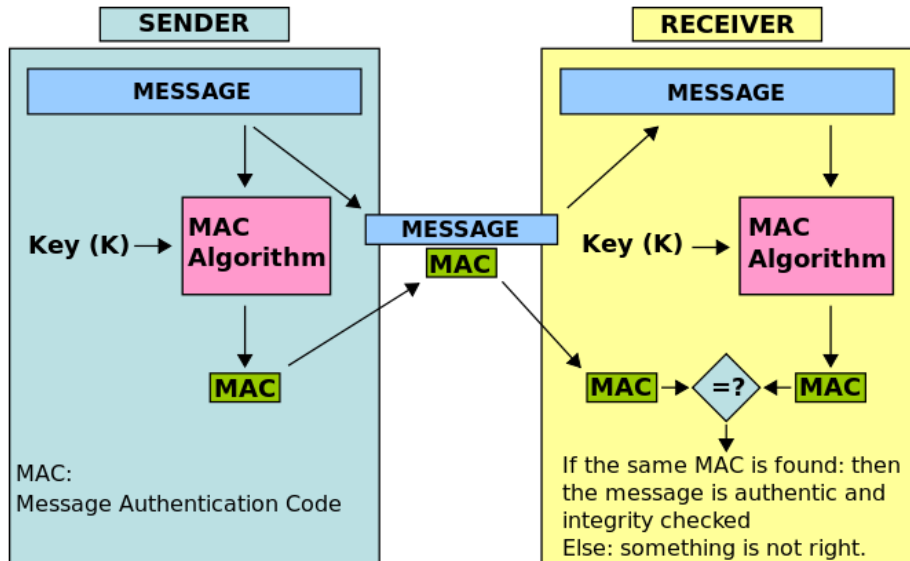 SENDER
RECEIVER
MESSAGE
MESSAGE
MAC
Algorithm
Key (K)
MESSAGE
MAC
Key (K)
MAC
Algorithm
MAC
MAC
=?
MAC
MAC:
Message Authentication Code
If the same MAC is found: then
the message is authentic and
integrity checked
Else: something is not right.